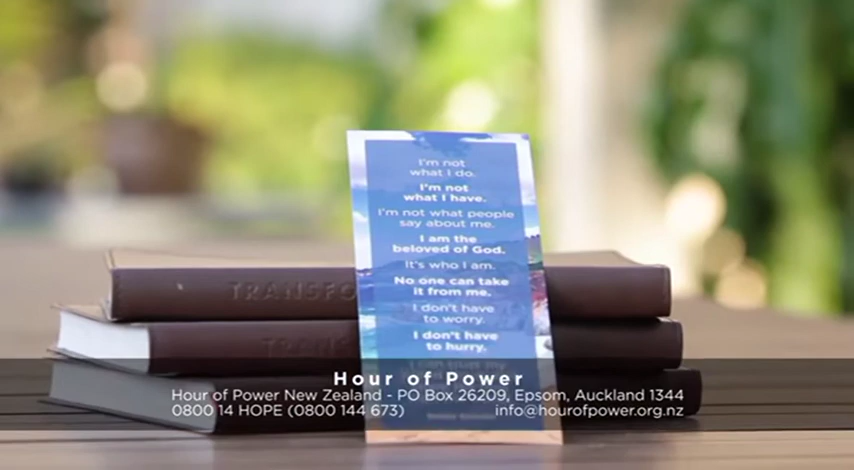 I'm not
what I do.
I'm not
what I have.
I'm not what people
say about me.
I am the
beloved of God.
It's who I am.
No one can take
it from me.
I don't have
to worry.
I don't have
to hurry.
TRANSFO
TRANSF
Hour of Power
Hour of Power New Zealand - PO Box 26209, Epsom, Auckland 1344
0800 14 HOPE (0800 144 673) info@hourofpower.org.nz